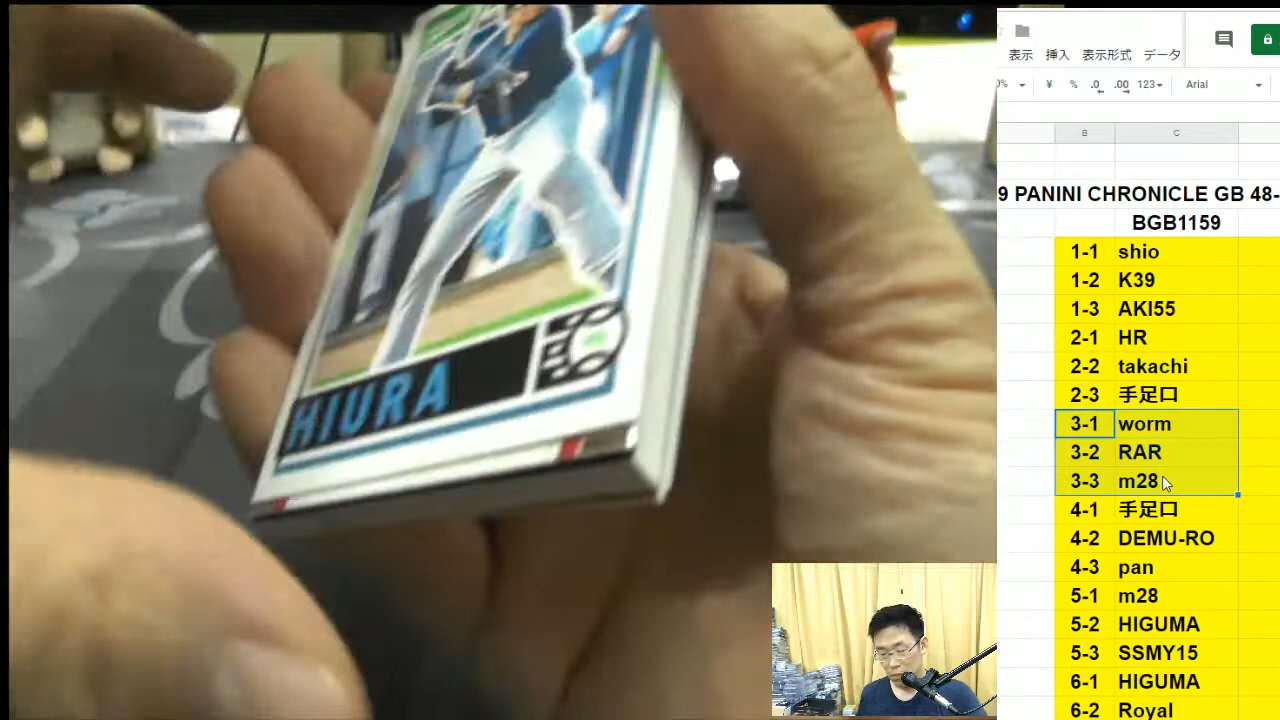 HIURA
表示 挿入 表示形式 データ
% ¥ % .0 .00 123 Arial
B C
9 PANINI CHRONICLE GB 48-
BGB1159
1-1 shio
1-2 K39
1-3 AKI55
2-1 HR
2-2 takachi
2-3 手足口
3-1 worm
3-2 RAR
3-3 m28
4-1 手足口
4-2 DEMU-RO
4-3 pan
5-1 m28
5-2 HIGUMA
5-3 SSMY15
6-1 HIGUMA
6-2 Royal